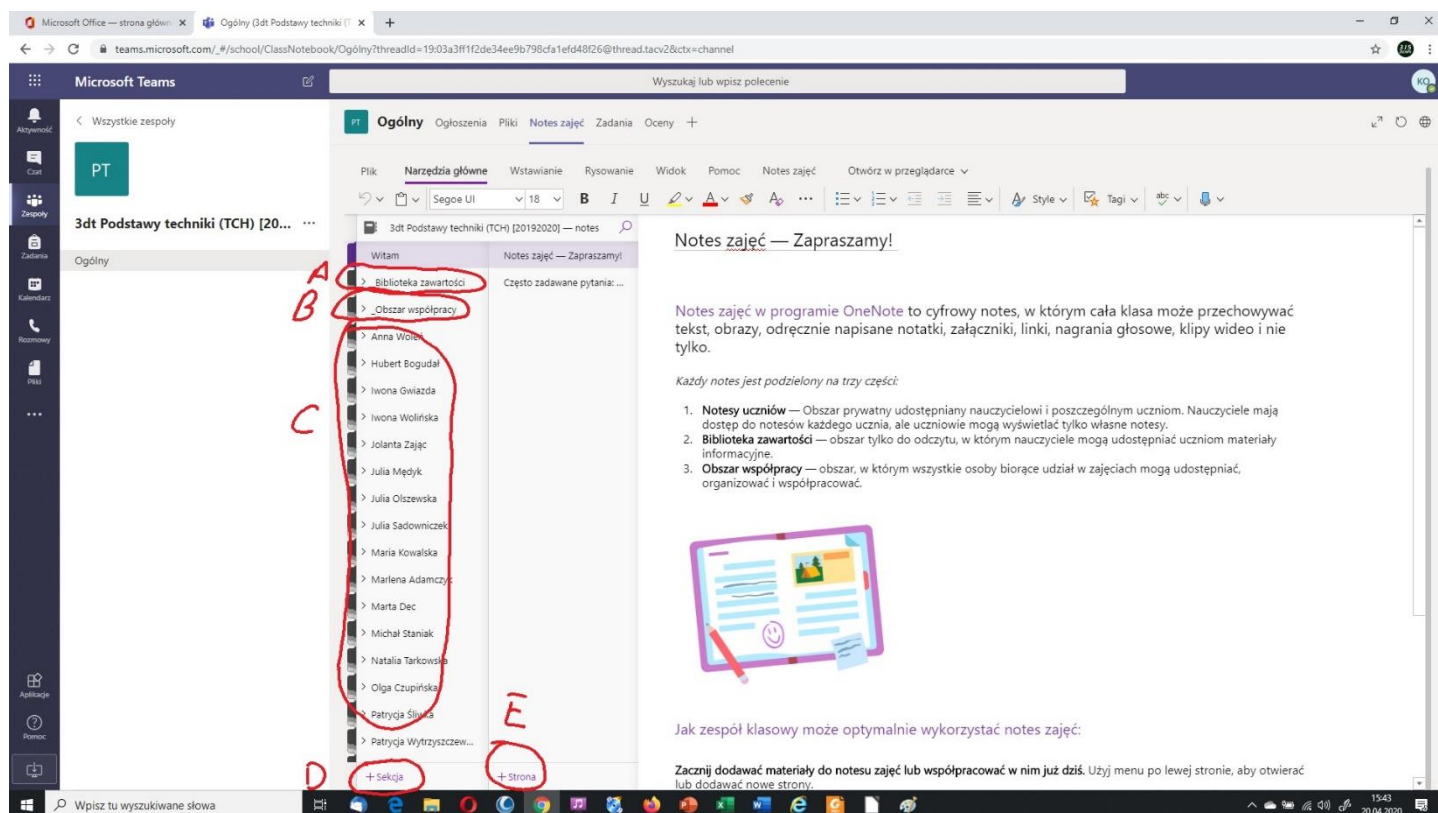 Microsoft Office — strona główn
Ogólny (3dt Podstawy techniki (T
teams.microsoft.com/_#/school/ClassNotebook/Ogólny?threadId=19:03a3ff1f2de34ee9b798cfa1efd48f26@thread.tacv2&ctx=channel
Microsoft Teams
Wyszukaj lub wpisz polecenie
KO
Aktywność
Czat
Zespoły
Zadania
Kalendarz
Rozmowy
Pliki
Aplikacje
Pomoc
Wszystkie zespoły
PT
3dt Podstawy techniki (TCH) [20...
Ogólny
PT Ogólny Ogłoszenia Pliki Notes zajęć Zadania Oceny +
Plik Narzędzia główne Wstawianie Rysowanie Widok Pomoc Notes zajęć Otwórz w przeglądarce
Segoe UI 18 B I U A Style Tagi abc
3dt Podstawy techniki (TCH) [20192020] — notes
Witam
A
_Biblioteka zawartości
B
_Obszar współpracy
C
Anna Woleń
Hubert Bogudał
Iwona Gwiazda
Iwona Wolińska
Jolanta Zając
Julia Mędyk
Julia Olszewska
Julia Sadowniczek
Maria Kowalska
Marlena Adamczyk
Marta Dec
Michał Staniak
Natalia Tarkowska
Olga Czupińska
Patrycja Śliwka
Patrycja Wytrzyszczew...
D
+ Sekcja
Notes zajęć — Zapraszamy!
Często zadawane pytania: ...
E
+ Strona
Notes zajęć — Zapraszamy!
Notes zajęć w programie OneNote to cyfrowy notes, w którym cała klasa może przechowywać
tekst, obrazy, odręcznie napisane notatki, załączniki, linki, nagrania głosowe, klipy wideo i nie
tylko.
Każdy notes jest podzielony na trzy części:
1. Notesy uczniów — Obszar prywatny udostępniany nauczycielowi i poszczególnym uczniom. Nauczyciele mają
dostęp do notesów każdego ucznia, ale uczniowie mogą wyświetlać tylko własne notesy.
2. Biblioteka zawartości — obszar tylko do odczytu, w którym nauczyciele mogą udostępniać uczniom materiały
informacyjne.
3. Obszar współpracy — obszar, w którym wszystkie osoby biorące udział w zajęciach mogą udostępniać,
organizować i współpracować.
Jak zespół klasowy może optymalnie wykorzystać notes zajęć:
Zacznij dodawać materiały do notesu zajęć lub współpracować w nim już dziś. Użyj menu po lewej stronie, aby otwierać
lub dodawać nowe strony.
Wpisz tu wyszukiwane słowa
15:43
20.04.2020